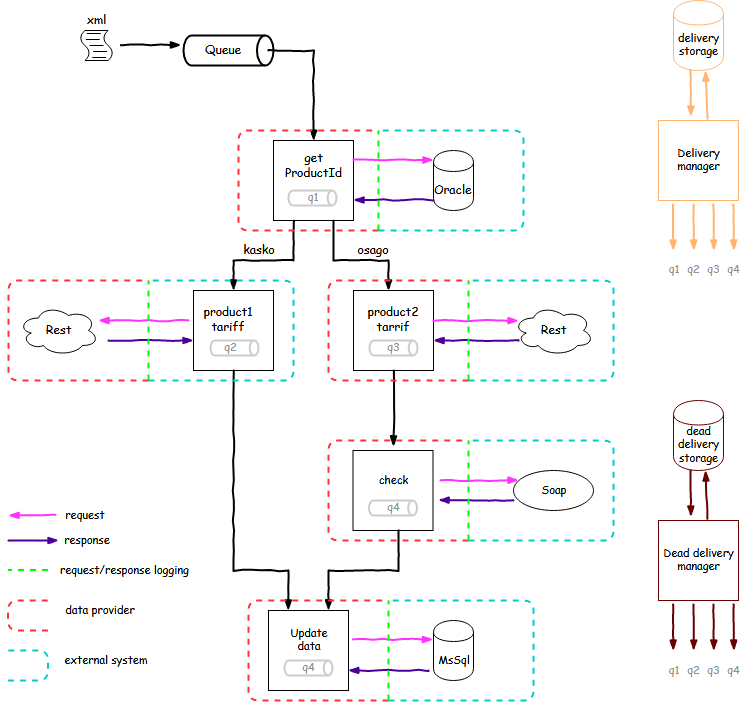 xml
Queue
delivery
storage
get
ProductId
q1
Oracle
Delivery
manager
kasko
osago
q1 q2 q3 q4
Rest
product1
tariff
q2
product2
tarrif
q3
Rest
dead
delivery
storage
check
q4
Soap
request
response
request/response logging
data provider
external system
Dead delivery
manager
Update
data
q4
MsSql
q1 q2 q3 q4